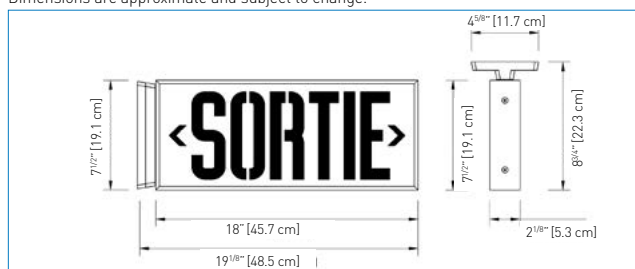 Dimensions are approximate and subject to change.
4⁵/⁸" [11.7 cm]
7¹/²" [19.1 cm]
‹SORTIE›
7¹/²" [19.1 cm]
8³/⁴" [22.3 cm]
18" [45.7 cm]
2¹/⁸" [5.3 cm]
19¹/⁸" [48.5 cm]